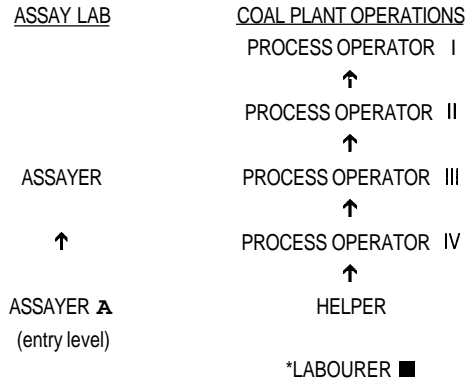 ASSAY LAB
ASSAYER
↑
ASSAYER A
(entry level)
COAL PLANT OPERATIONS
PROCESS OPERATOR I
↑
PROCESS OPERATOR II
↑
PROCESS OPERATOR III
↑
PROCESS OPERATOR IV
↑
HELPER
*LABOURER ■